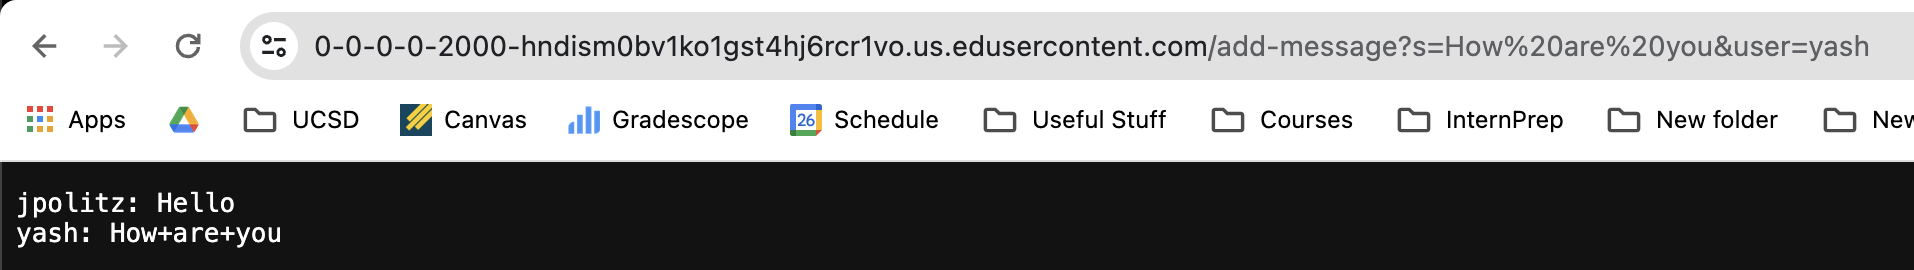 0-0-0-0-2000-hndism0bv1ko1gst4hj6rcr1vo.us.edusercontent.com/add-message?s=How%20are%20you&user=yash
Apps UCSD Canvas Gradescope 26 Schedule Useful Stuff Courses InternPrep New folder New
jpolitz: Hello
yash: How+are+you